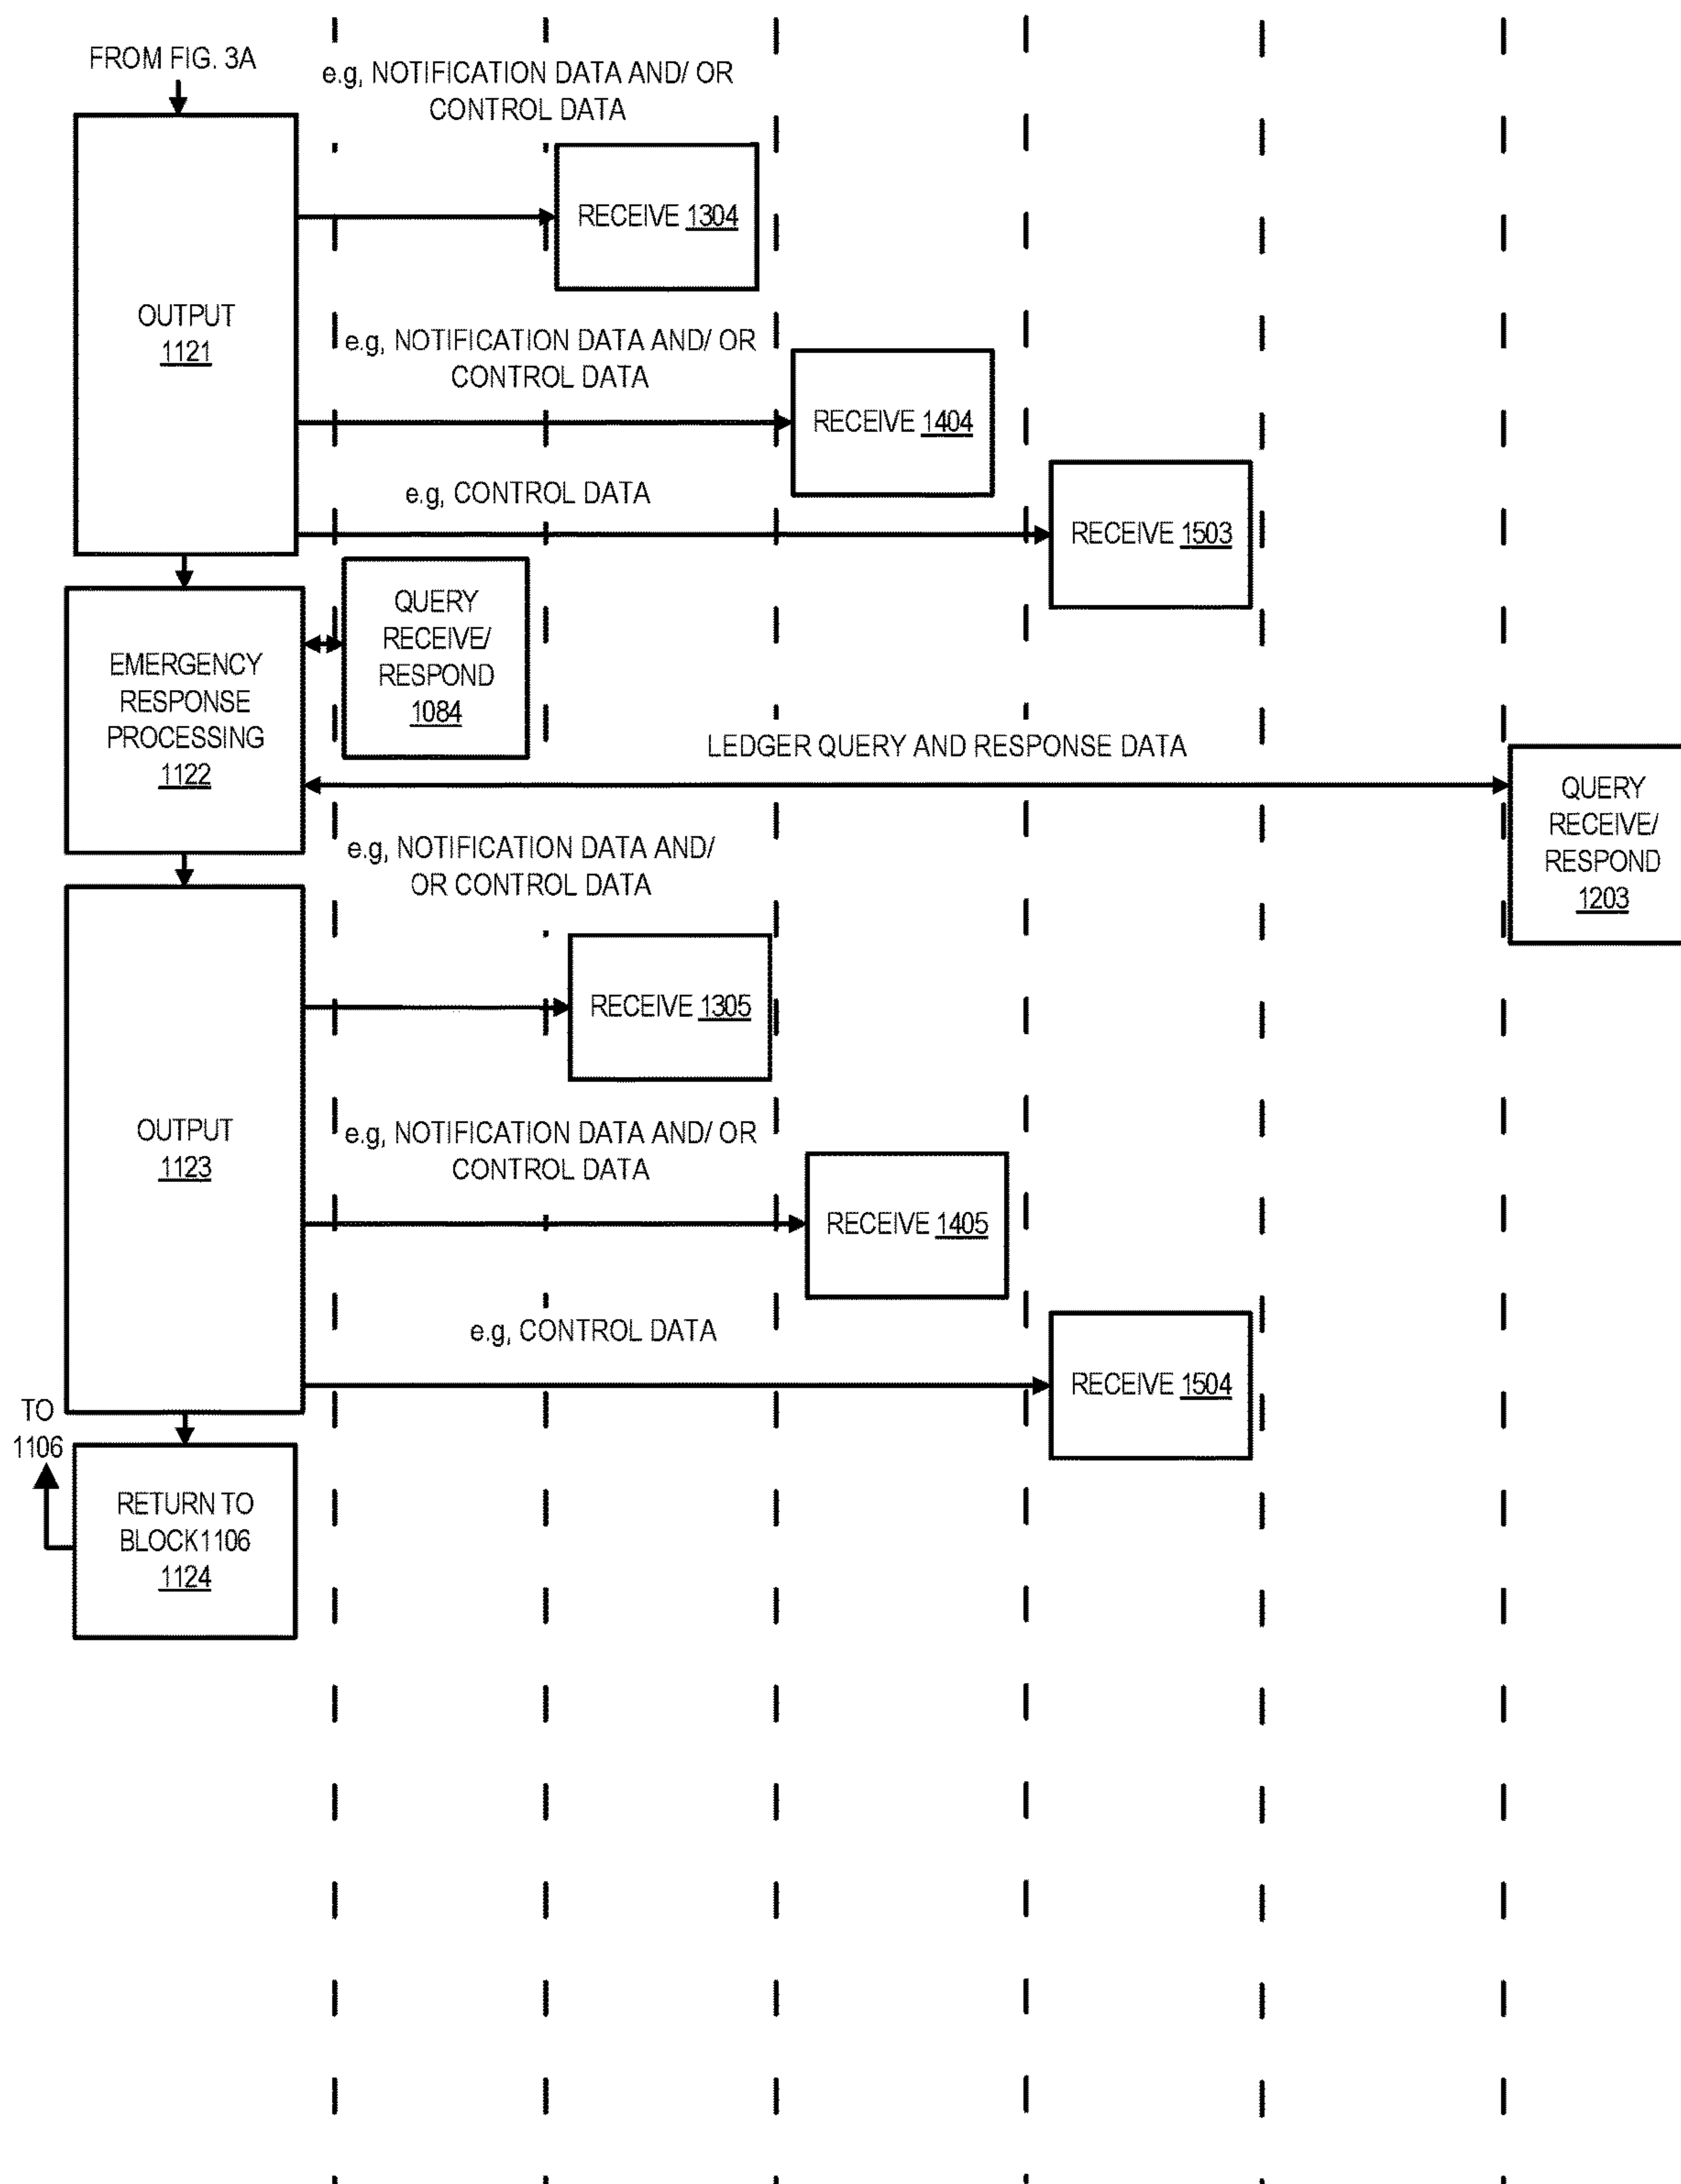 FROM FIG. 3A
e.g, NOTIFICATION DATA AND/ OR
CONTROL DATA
RECEIVE 1304
OUTPUT
1121
e.g, NOTIFICATION DATA AND/ OR
CONTROL DATA
RECEIVE 1404
e.g, CONTROL DATA
RECEIVE 1503
QUERY
RECEIVE/
RESPOND
1084
EMERGENCY
RESPONSE
PROCESSING
1122
LEDGER QUERY AND RESPONSE DATA
QUERY
RECEIVE/
RESPOND
1203
e.g, NOTIFICATION DATA AND/
OR CONTROL DATA
RECEIVE 1305
OUTPUT
1123
e.g, NOTIFICATION DATA AND/ OR
CONTROL DATA
RECEIVE 1405
e.g, CONTROL DATA
RECEIVE 1504
TO
1106
RETURN TO
BLOCK1106
1124